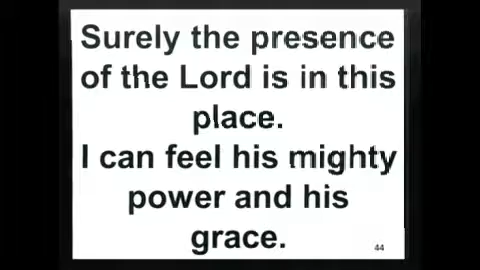 Surely the presence
of the Lord is in this
place.
I can feel his mighty
power and his
grace.
44